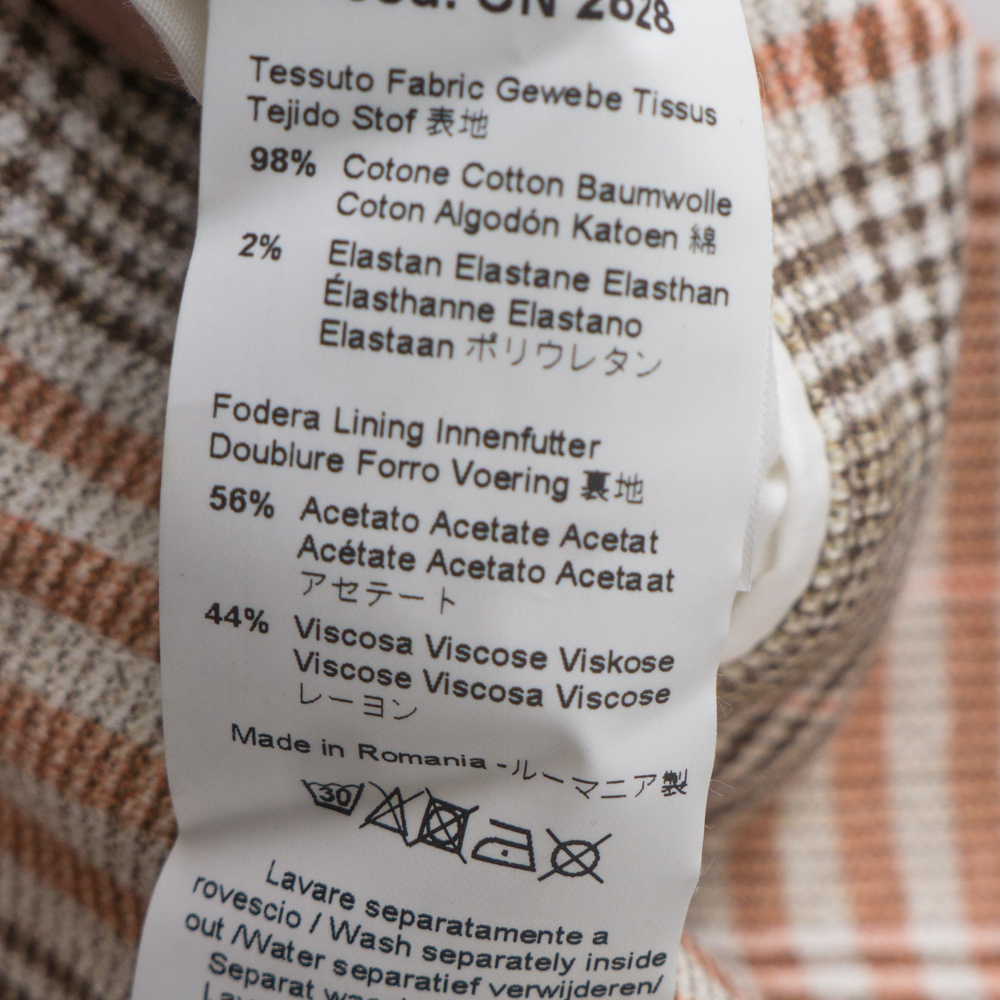 CN 2628
Tessuto Fabric Gewebe Tissus
Tejido Stof 表地
98% Cotone Cotton Baumwolle
Coton Algodón Katoen 綿
2% Elastan Elastane Elasthan
Élasthanne Elastano
Elastaan ポリウレタン
Fodera Lining Innenfutter
Doublure Forro Voering 裏地
56% Acetato Acetate Acetat
Acétate Acetato Acetaat
アセテート
44% Viscosa Viscose Viskose
Viscose Viscosa Viscose
レーヨン
Made in Romania -ルーマニア製
30
Lavare separatamente a
rovescio / Wash separately inside
out /Water separatief verwijderen/
Separat